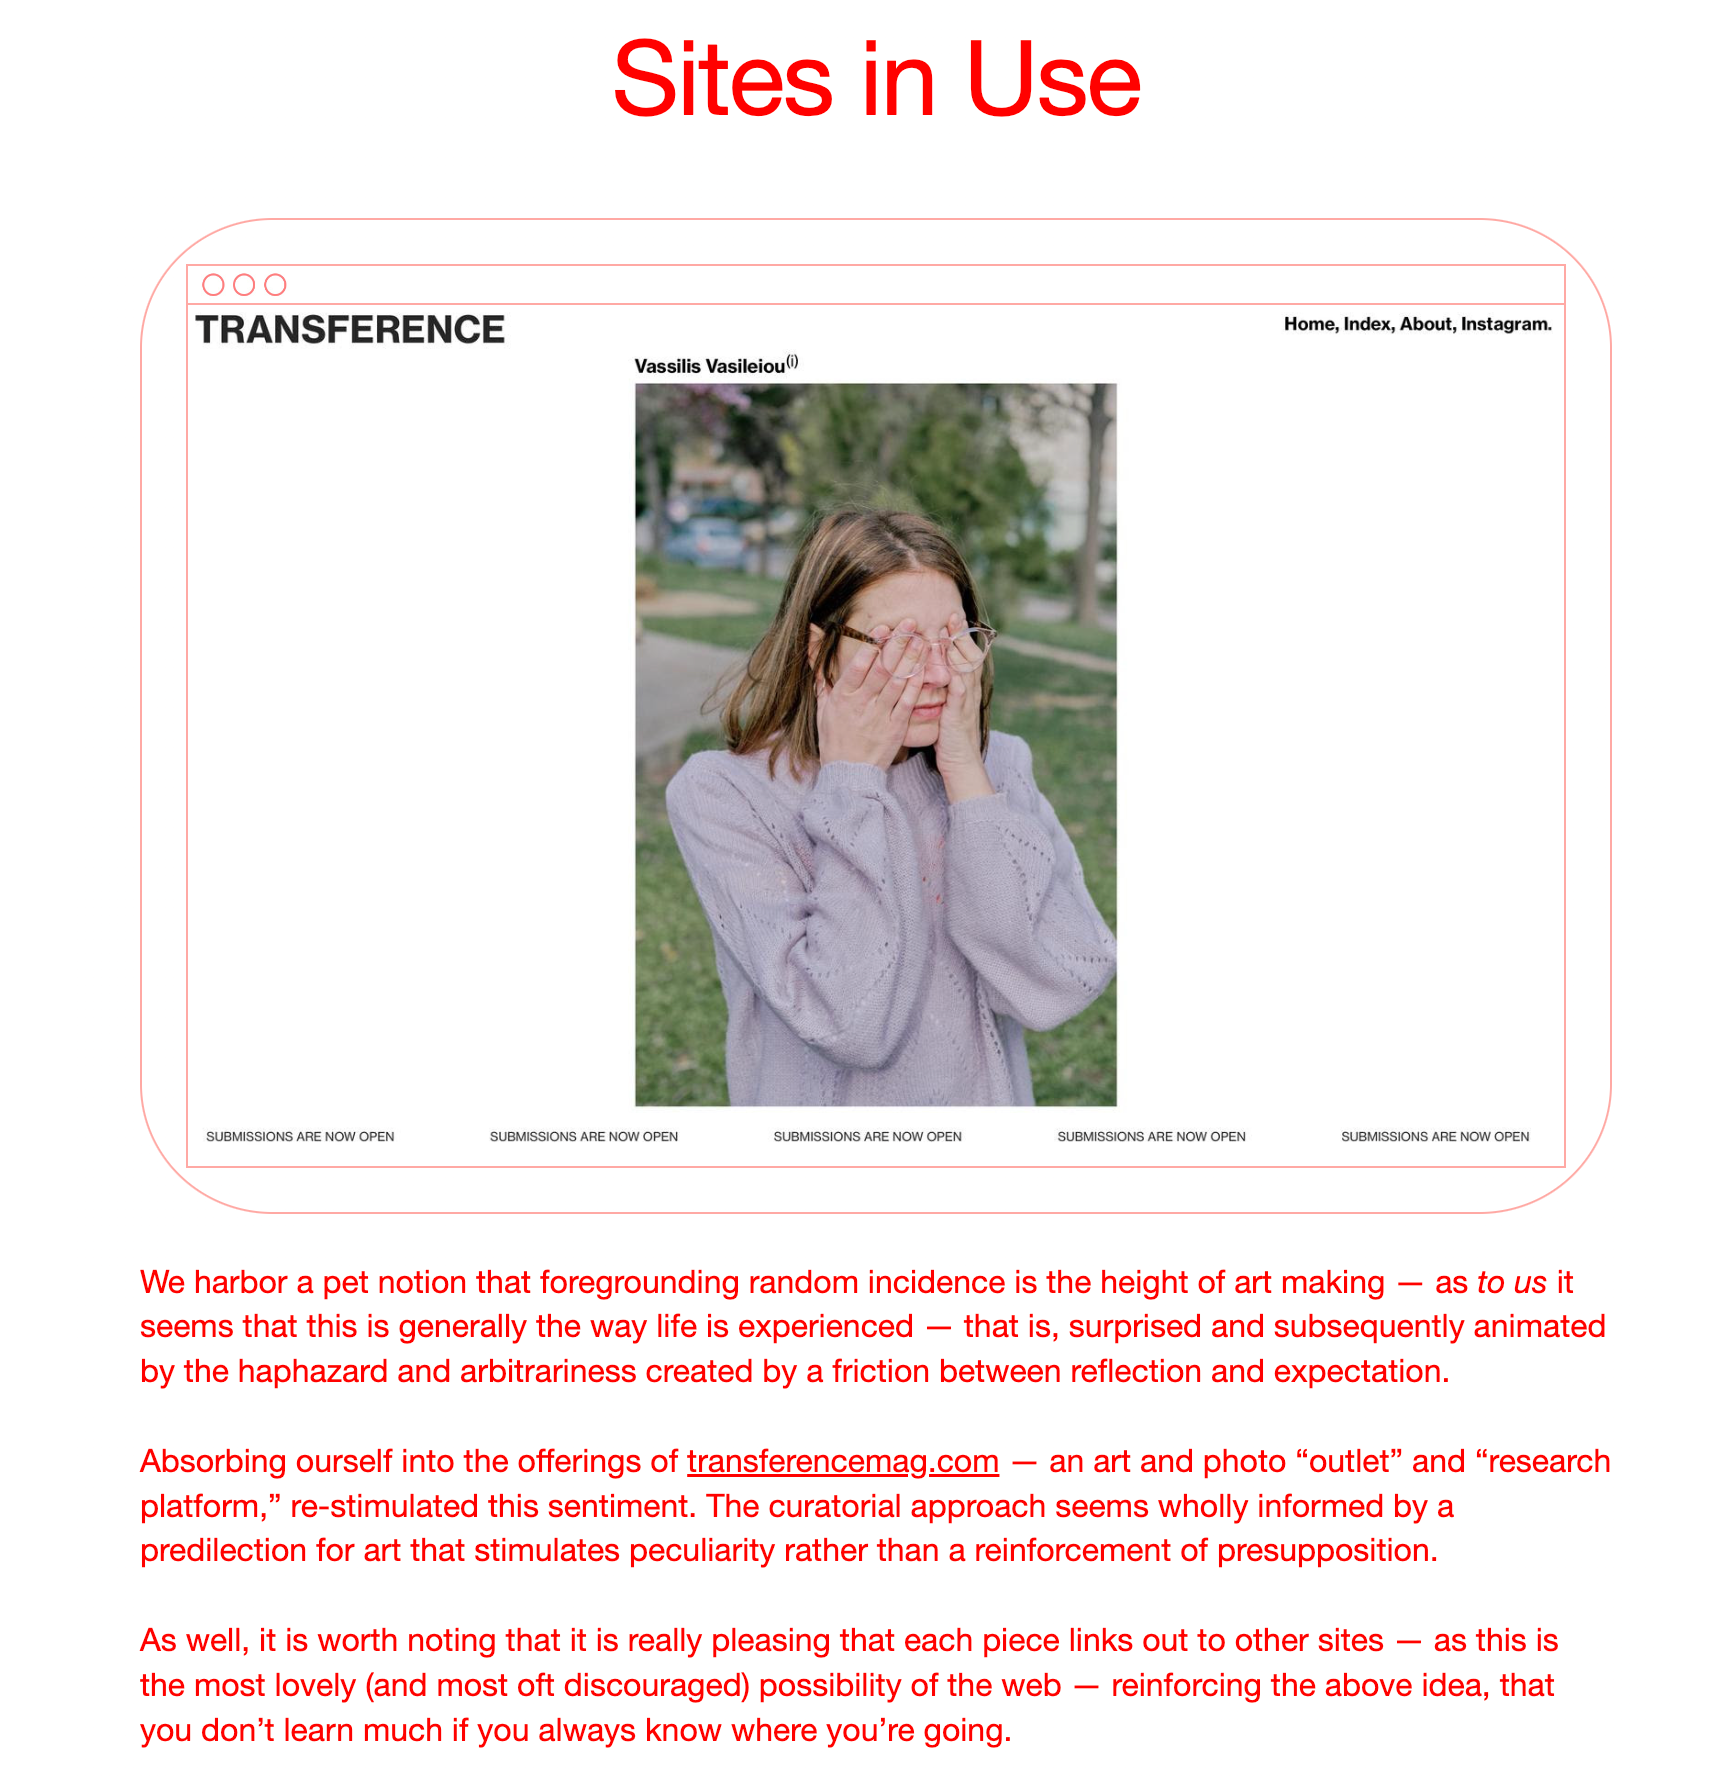 Sites in Use
TRANSFERENCE
Home, Index, About, Instagram.
Vassilis Vasileiou(i)
SUBMISSIONS ARE NOW OPEN SUBMISSIONS ARE NOW OPEN SUBMISSIONS ARE NOW OPEN SUBMISSIONS ARE NOW OPEN SUBMISSIONS ARE NOW OPEN
We harbor a pet notion that foregrounding random incidence is the height of art making — as to us it
seems that this is generally the way life is experienced — that is, surprised and subsequently animated
by the haphazard and arbitrariness created by a friction between reflection and expectation.
Absorbing ourself into the offerings of transferencemag.com — an art and photo “outlet” and “research
platform,” re-stimulated this sentiment. The curatorial approach seems wholly informed by a
predilection for art that stimulates peculiarity rather than a reinforcement of presupposition.
As well, it is worth noting that it is really pleasing that each piece links out to other sites — as this is
the most lovely (and most oft discouraged) possibility of the web — reinforcing the above idea, that
you don’t learn much if you always know where you’re going.